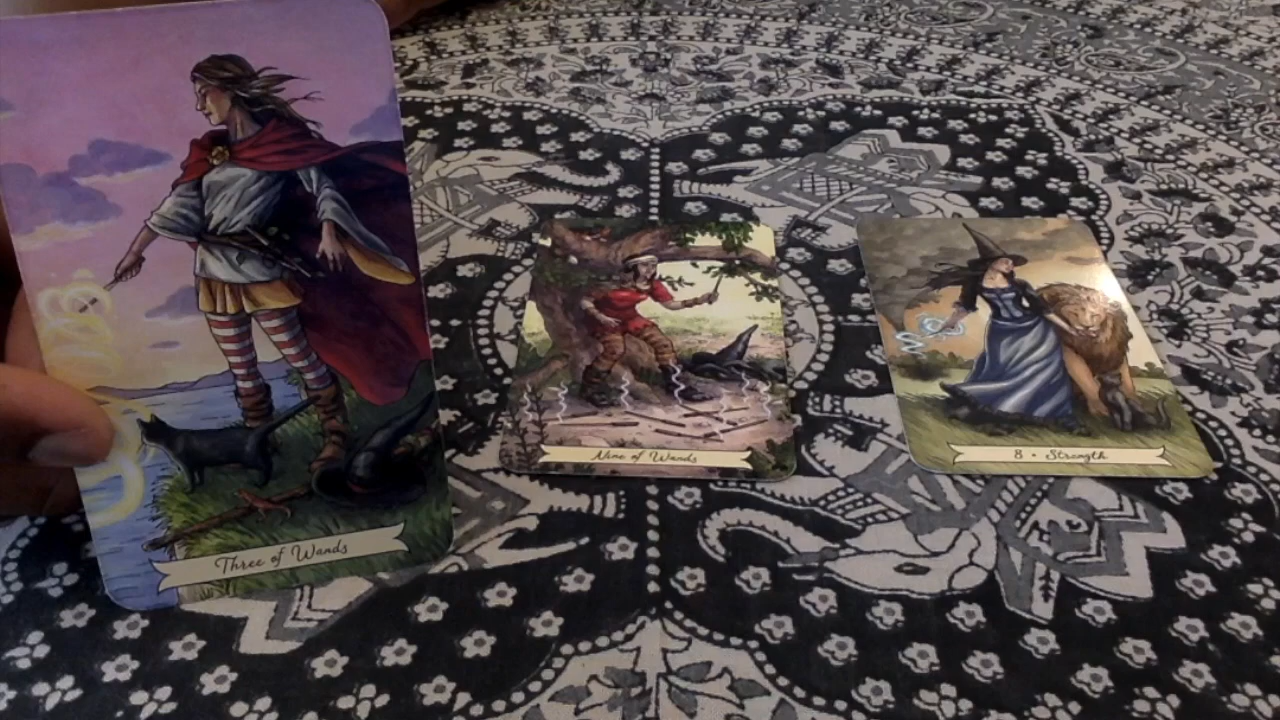 Three of Wands
Nine of Wands
8 • Strength